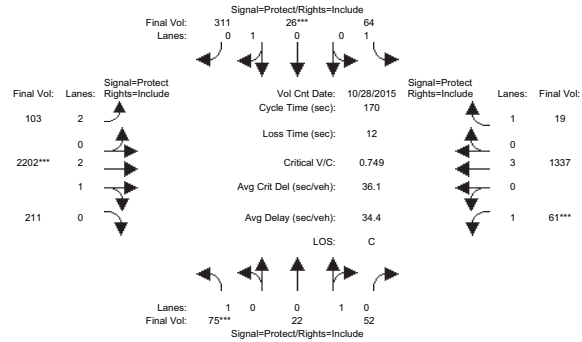 Signal=Protect/Rights=Include
Final Vol: 311 26*** 64
Lanes: 0 1 0 0 1
Signal=Protect Signal=Protect
Final Vol: Lanes: Rights=Include Vol Cnt Date: 10/28/2015 Rights=Include Lanes: Final Vol:
Cycle Time (sec): 170
103 2 1 19
Loss Time (sec): 12
0 0
2202*** 2 Critical V/C: 0.749 3 1337
1 Avg Crit Del (sec/veh): 36.1 0
211 0 Avg Delay (sec/veh): 34.4 1 61***
LOS: C
Lanes: 1 0 0 1 0
Final Vol: 75*** 22 52
Signal=Protect/Rights=Include